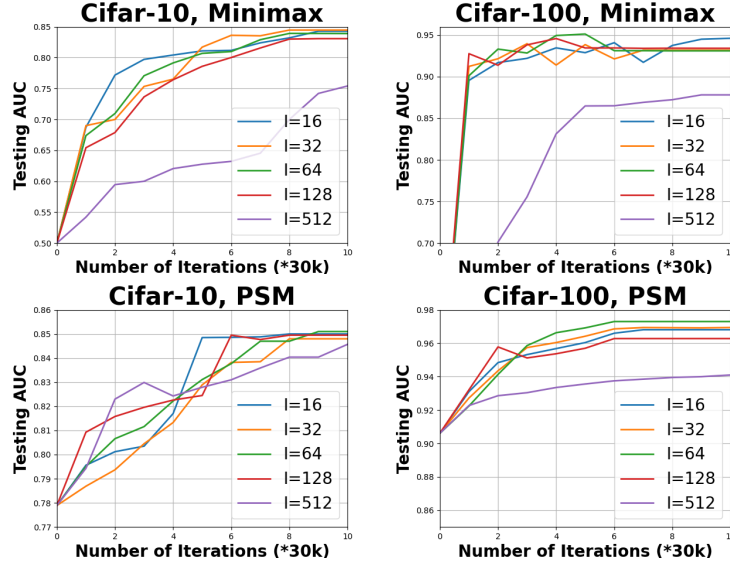 Cifar-10, Minimax
0.85
0.80
0.75
0.70
0.65
0.60
0.55
0.50
Testing AUC
l=16
l=32
l=64
l=128
l=512
0 2 4 6 8 10
Number of Iterations (*30k)
Cifar-100, Minimax
0.95
0.90
0.85
0.80
0.75
0.70
Testing AUC
l=16
l=32
l=64
l=128
l=512
0 2 4 6 8 10
Number of Iterations (*30k)
Cifar-10, PSM
0.86
0.85
0.84
0.83
0.82
0.81
0.80
0.79
0.78
0.77
Testing AUC
l=16
l=32
l=64
l=128
l=512
0 2 4 6 8 10
Number of Iterations (*30k)
Cifar-100, PSM
0.98
0.96
0.94
0.92
0.90
0.88
0.86
Testing AUC
l=16
l=32
l=64
l=128
l=512
0 2 4 6 8 10
Number of Iterations (*30k)